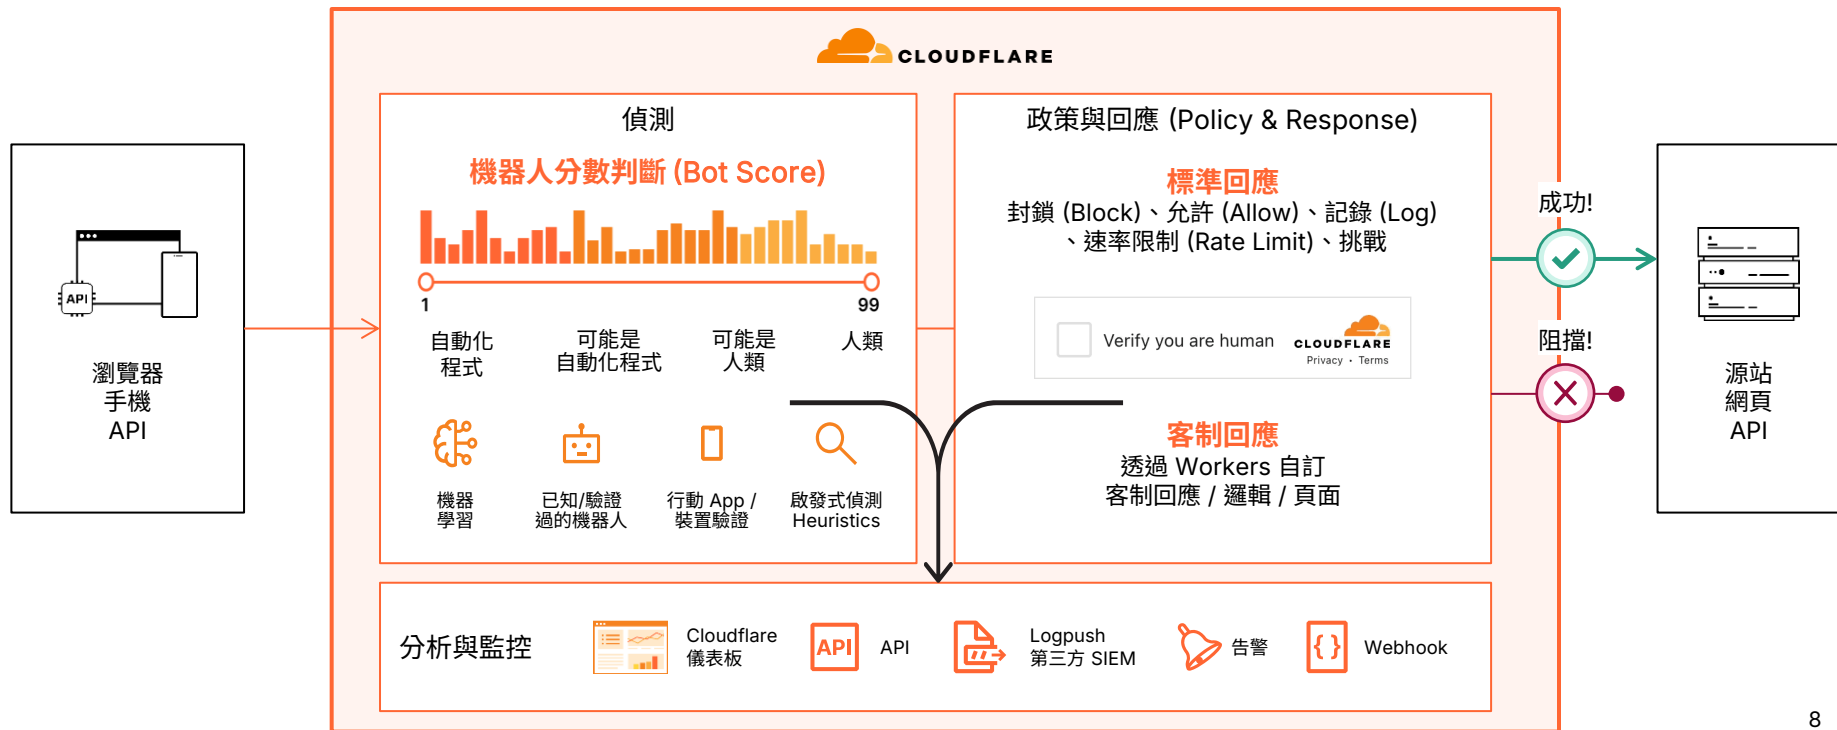 CLOUDFLARE
API
瀏覽器
手機
API
偵測
機器人分數判斷 (Bot Score)
1
99
自動化
程式
可能是
自動化程式
可能是
人類
人類
機器
學習
已知/驗證
過的機器人
行動 App /
裝置驗證
啟發式偵測
Heuristics
政策與回應 (Policy & Response)
標準回應
封鎖 (Block)、允許 (Allow)、記錄 (Log)
、速率限制 (Rate Limit)、挑戰
Verify you are human
CLOUDFLARE
Privacy • Terms
客制回應
透過 Workers 自訂
客制回應 / 邏輯 / 頁面
成功!
阻擋!
源站
網頁
API
分析與監控
Cloudflare
儀表板
API
API
Logpush
第三方 SIEM
告警
{}
Webhook
8